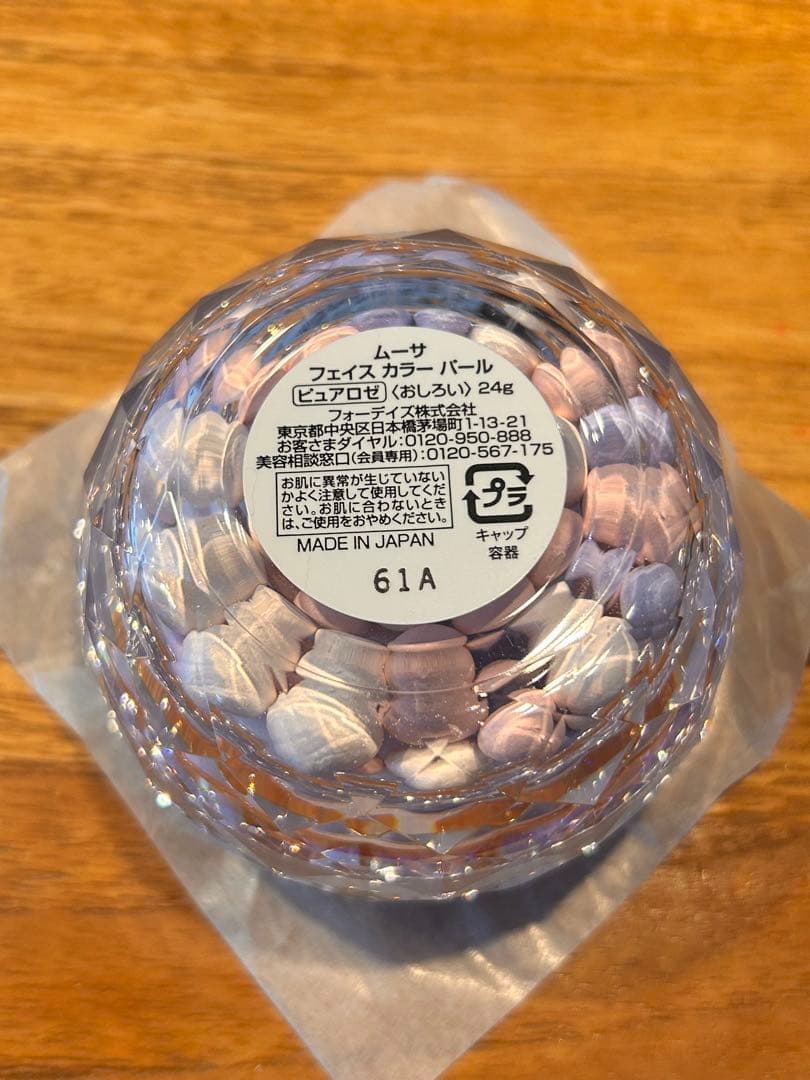 ムーサ
フェイス カラー パール
ピュアロゼ 〈おしろい〉 24g
フォーデイズ株式会社
東京都中央区日本橋茅場町1-13-21
お客さまダイヤル:0120-950-888
美容相談窓口(会員専用):0120-567-175
お肌に異常が生じていない
かよく注意して使用してくだ
さい。お肌に合わないとき
は、ご使用をおやめください。
プラ
キャップ
容器
MADE IN JAPAN
61A